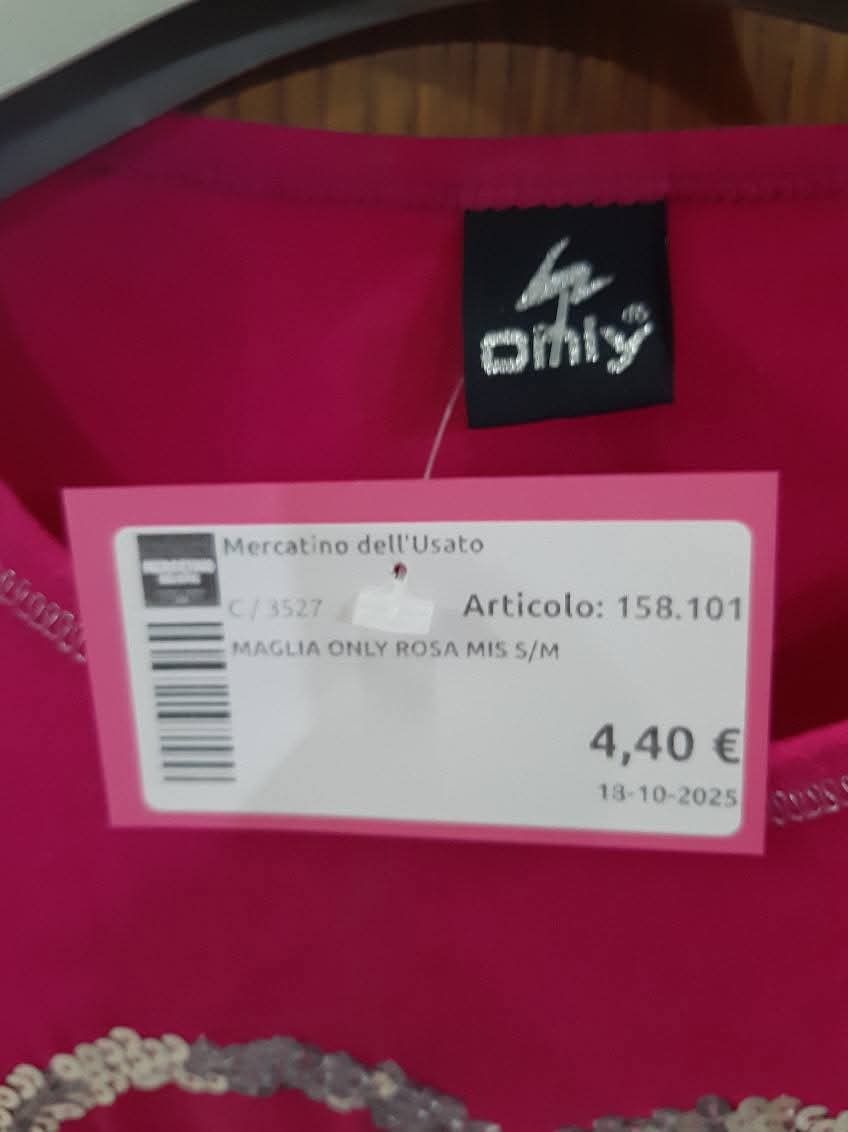 only®
Mercatino dell'Usato
C/3527
Articolo: 158.101
MAGLIA ONLY ROSA MIS S/M
4,40 €
18-10-2025